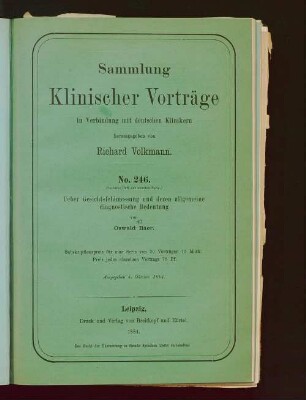 Sammlung
Klinischer Vorträge
in Verbindung mit deutschen Klinikern
herausgegeben von
Richard Volkmann.
No. 246.
Ueber Gesichtsfeldmessung und deren allgemeine
diagnostische Bedeutung
Von
Oswald Baer.
Subscriptionspreis für eine Serie von 30 Vorträgen 15 Mark.
Preis jedes einzelnen Vortrags 75 Pf.
Ausgegeben
Leipzig,
Druck und Verlag von Breitkopf und Härtel.
1884.